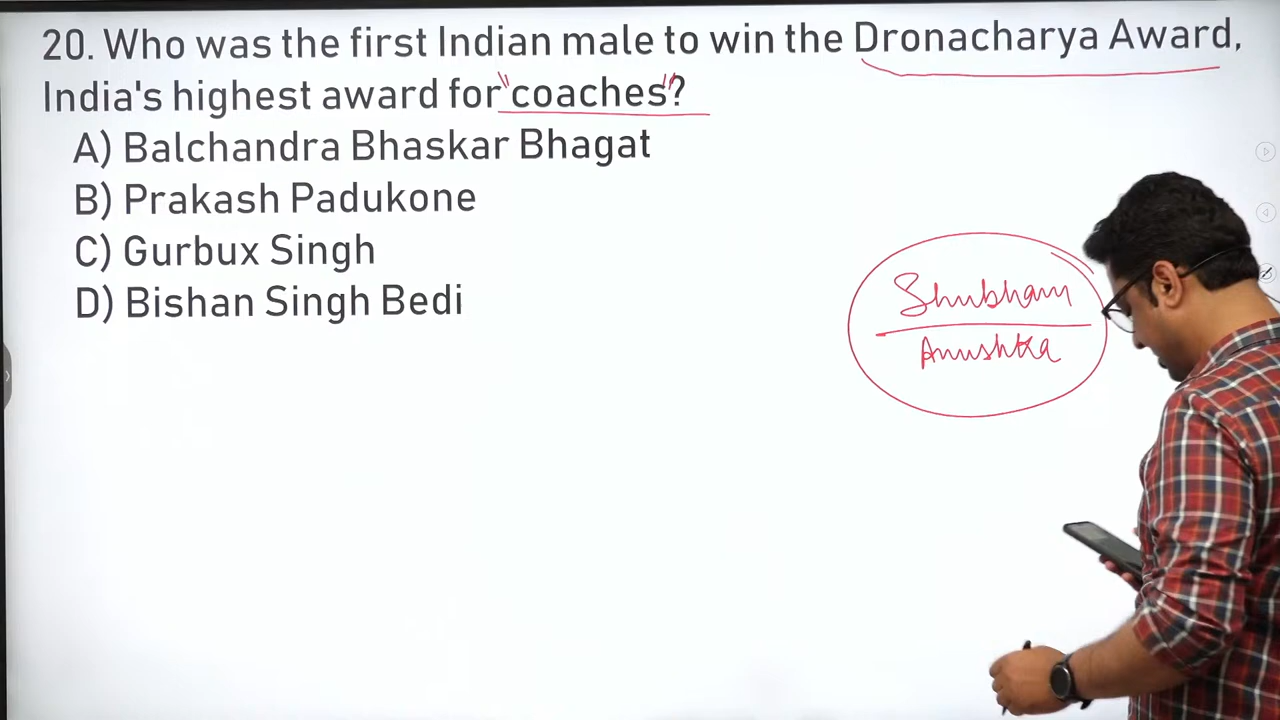 20. Who was the first Indian male to win the Dronacharya Award,
India's highest award for "coaches"?
A) Balchandra Bhaskar Bhagat
B) Prakash Padukone
C) Gurbux Singh
D) Bishan Singh Bedi
Shubham
Anushka